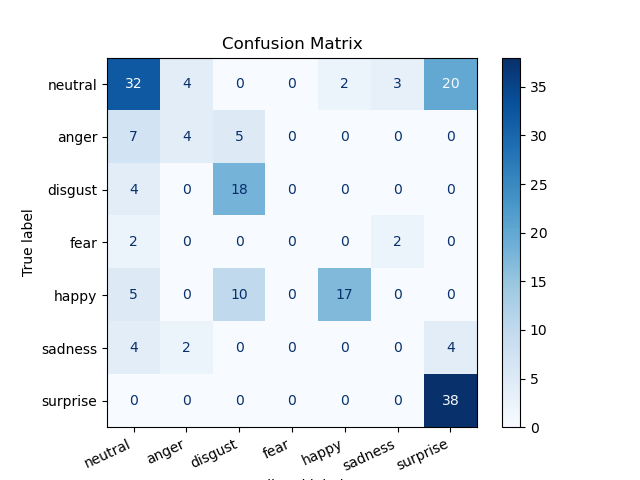 Confusion Matrix
True label
neutral 32 4 0 0 2 3 20
anger 7 4 5 0 0 0 0
disgust 4 0 18 0 0 0 0
fear 2 0 0 0 0 2 0
happy 5 0 10 0 17 0 0
sadness 4 2 0 0 0 0 4
surprise 0 0 0 0 0 0 38
neutral anger disgust fear happy sadness surprise
35
30
25
20
15
10
5
0